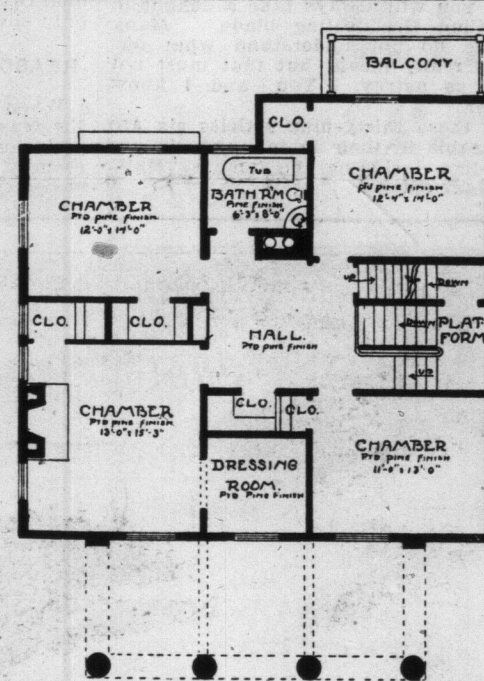 BALCONY
CLO.
CHAMBER
PTD PINE FINISH
12'-0" x 14'-0"
TUB
BATH R'M
PINE FINISH
6'-3" x 8'-0"
CHAMBER
PTD PINE FINISH
12'-4" x 14'-0"
UP
DOWN
CLO.
CLO.
HALL.
PTD PINE FINISH
DOWN
PLAT-
FORM
UP
CHAMBER
PTD PINE FINISH
13'-0" x 15'-3"
CLO.
CLO.
CHAMBER
PTD PINE FINISH
11'-0" x 13'-0"
DRESSING
ROOM.
PTD PINE FINISH